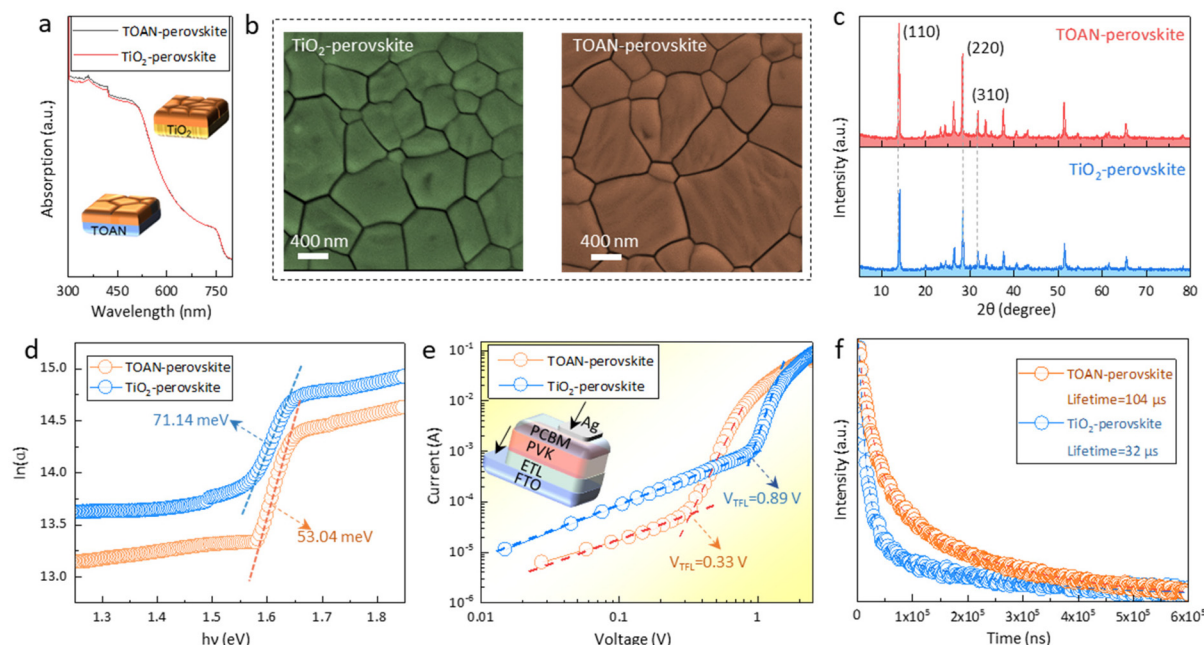 a
TOAN-perovskite
TiO₂-perovskite
Absorption (a.u.)
TiO₂
TOAN
300 450 600 750
Wavelength (nm)
b
TiO₂-perovskite
400 nm
TOAN-perovskite
400 nm
c
(110)
(220)
(310)
TOAN-perovskite
TiO₂-perovskite
Intensity (a.u.)
10 20 30 40 50 60 70 80
2θ (degree)
d
TOAN-perovskite
TiO₂-perovskite
15.0
14.5
14.0
13.5
13.0
ln(α)
71.14 meV
53.04 meV
1.3 1.4 1.5 1.6 1.7 1.8
hν (eV)
e
TOAN-perovskite
TiO₂-perovskite
10⁻¹
10⁻²
10⁻³
10⁻⁴
10⁻⁵
10⁻⁶
Current (A)
Ag
PCBM
PVK
ETL
FTO
V_TFL=0.89 V
V_TFL=0.33 V
0.01 0.1 1
Voltage (V)
f
TOAN-perovskite
Lifetime=104 μs
TiO₂-perovskite
Lifetime=32 μs
Intensity (a.u.)
0 1x10⁵ 2x10⁵ 3x10⁵ 4x10⁵ 5x10⁵ 6x10⁵
Time (ns)